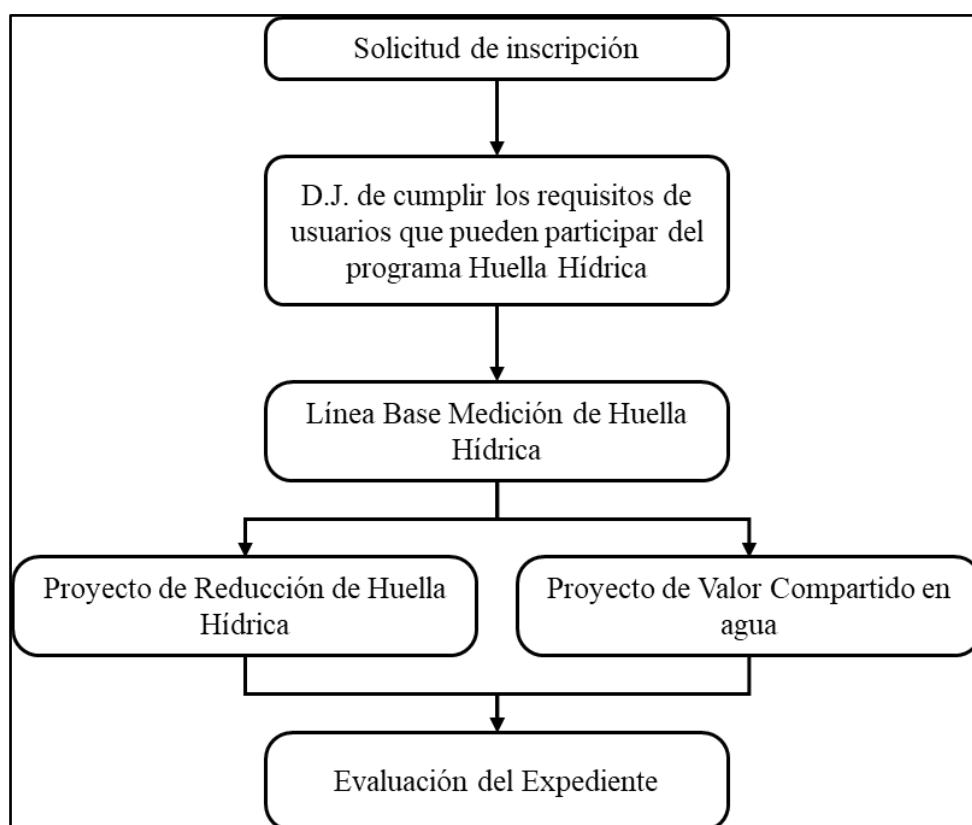 Solicitud de inscripción
D.J. de cumplir los requisitos de
usuarios que pueden participar del
programa Huella Hídrica
Línea Base Medición de Huella
Hídrica
Proyecto de Reducción de Huella
Hídrica
Proyecto de Valor Compartido en
agua
Evaluación del Expediente